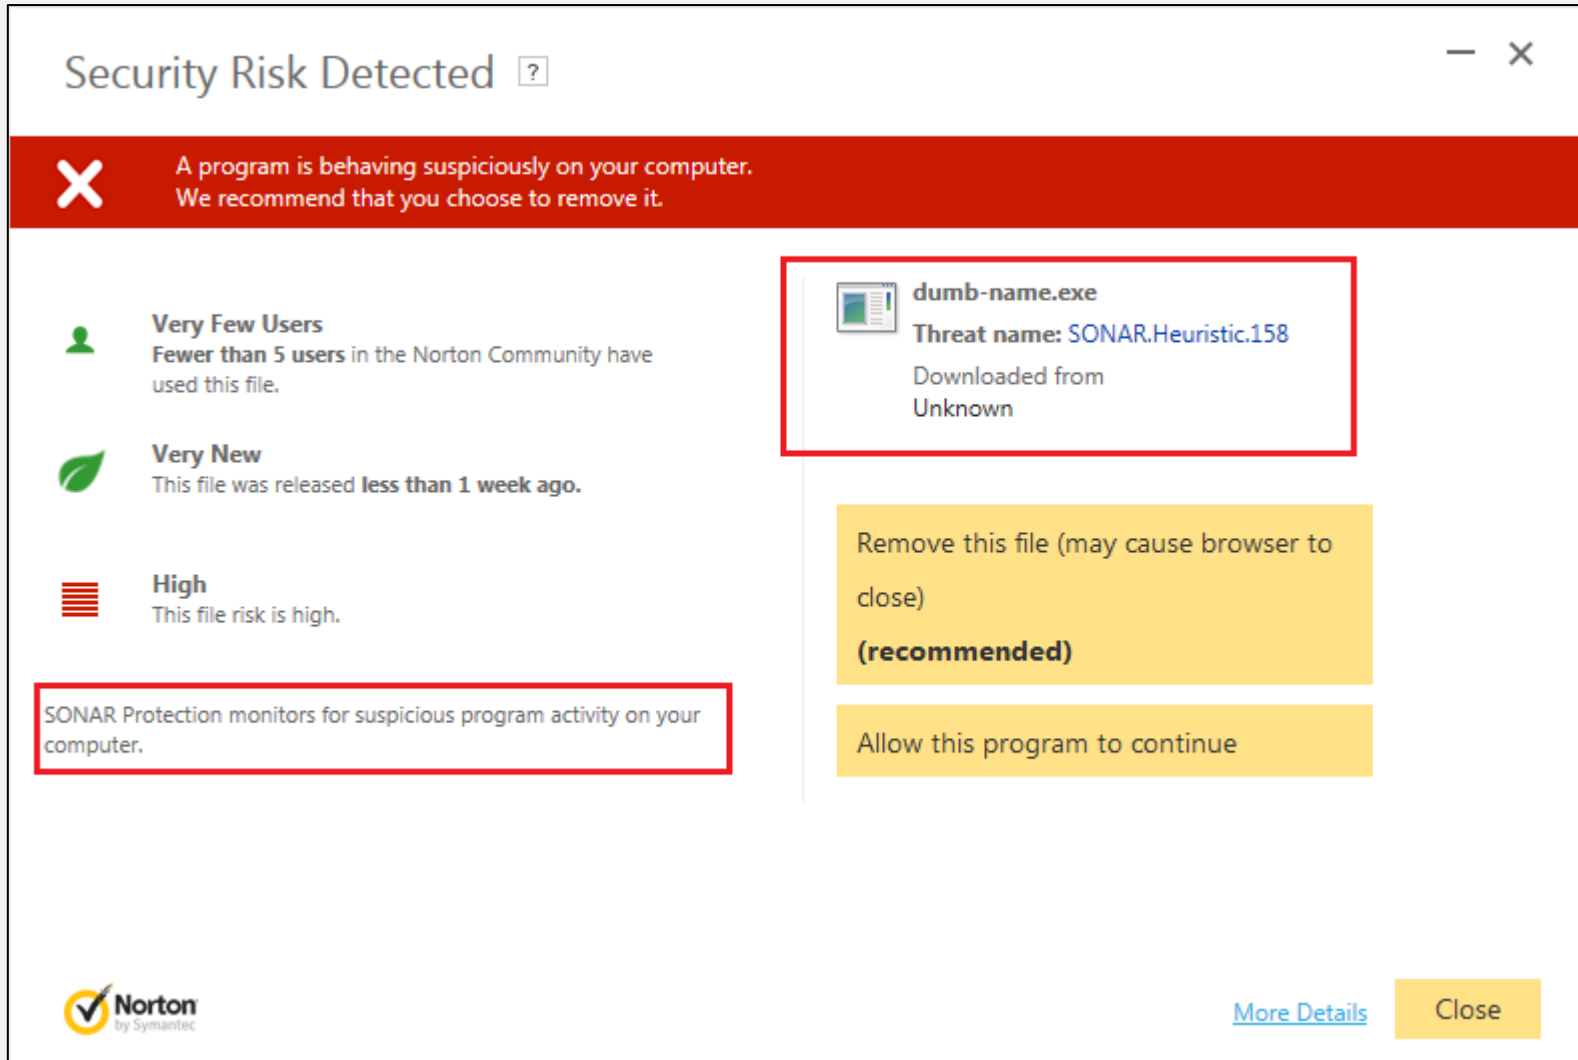 Security Risk Detected ?
A program is behaving suspiciously on your computer.
We recommend that you choose to remove it.
Very Few Users
Fewer than 5 users in the Norton Community have
used this file.
Very New
This file was released less than 1 week ago.
High
This file risk is high.
SONAR Protection monitors for suspicious program activity on your
computer.
dumb-name.exe
Threat name: SONAR.Heuristic.158
Downloaded from
Unknown
Remove this file (may cause browser to
close)
(recommended)
Allow this program to continue
Norton
by Symantec
More Details
Close